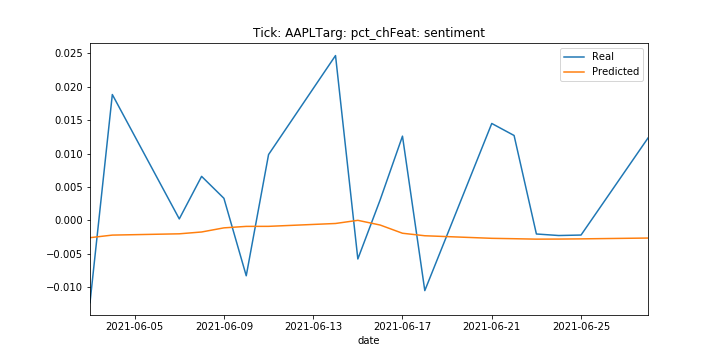 Tick: AAPLTarg: pct_chFeat: sentiment
Real
Predicted
0.025
0.020
0.015
0.010
0.005
0.000
−0.005
−0.010
2021-06-05 2021-06-09 2021-06-13 2021-06-17 2021-06-21 2021-06-25
date